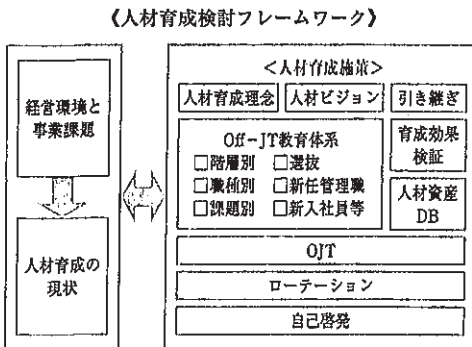 《人材育成検討フレームワーク》
経営環境と
事業課題
人材育成の
現状
<人材育成施策>
人材育成理念
人材ビジョン
引き継ぎ
Off-JT教育体系
□階層別 □選抜
□職種別 □新任管理職
□課題別 □新入社員等
育成効果
検証
人材資産
DB
OJT
ローテーション
自己啓発